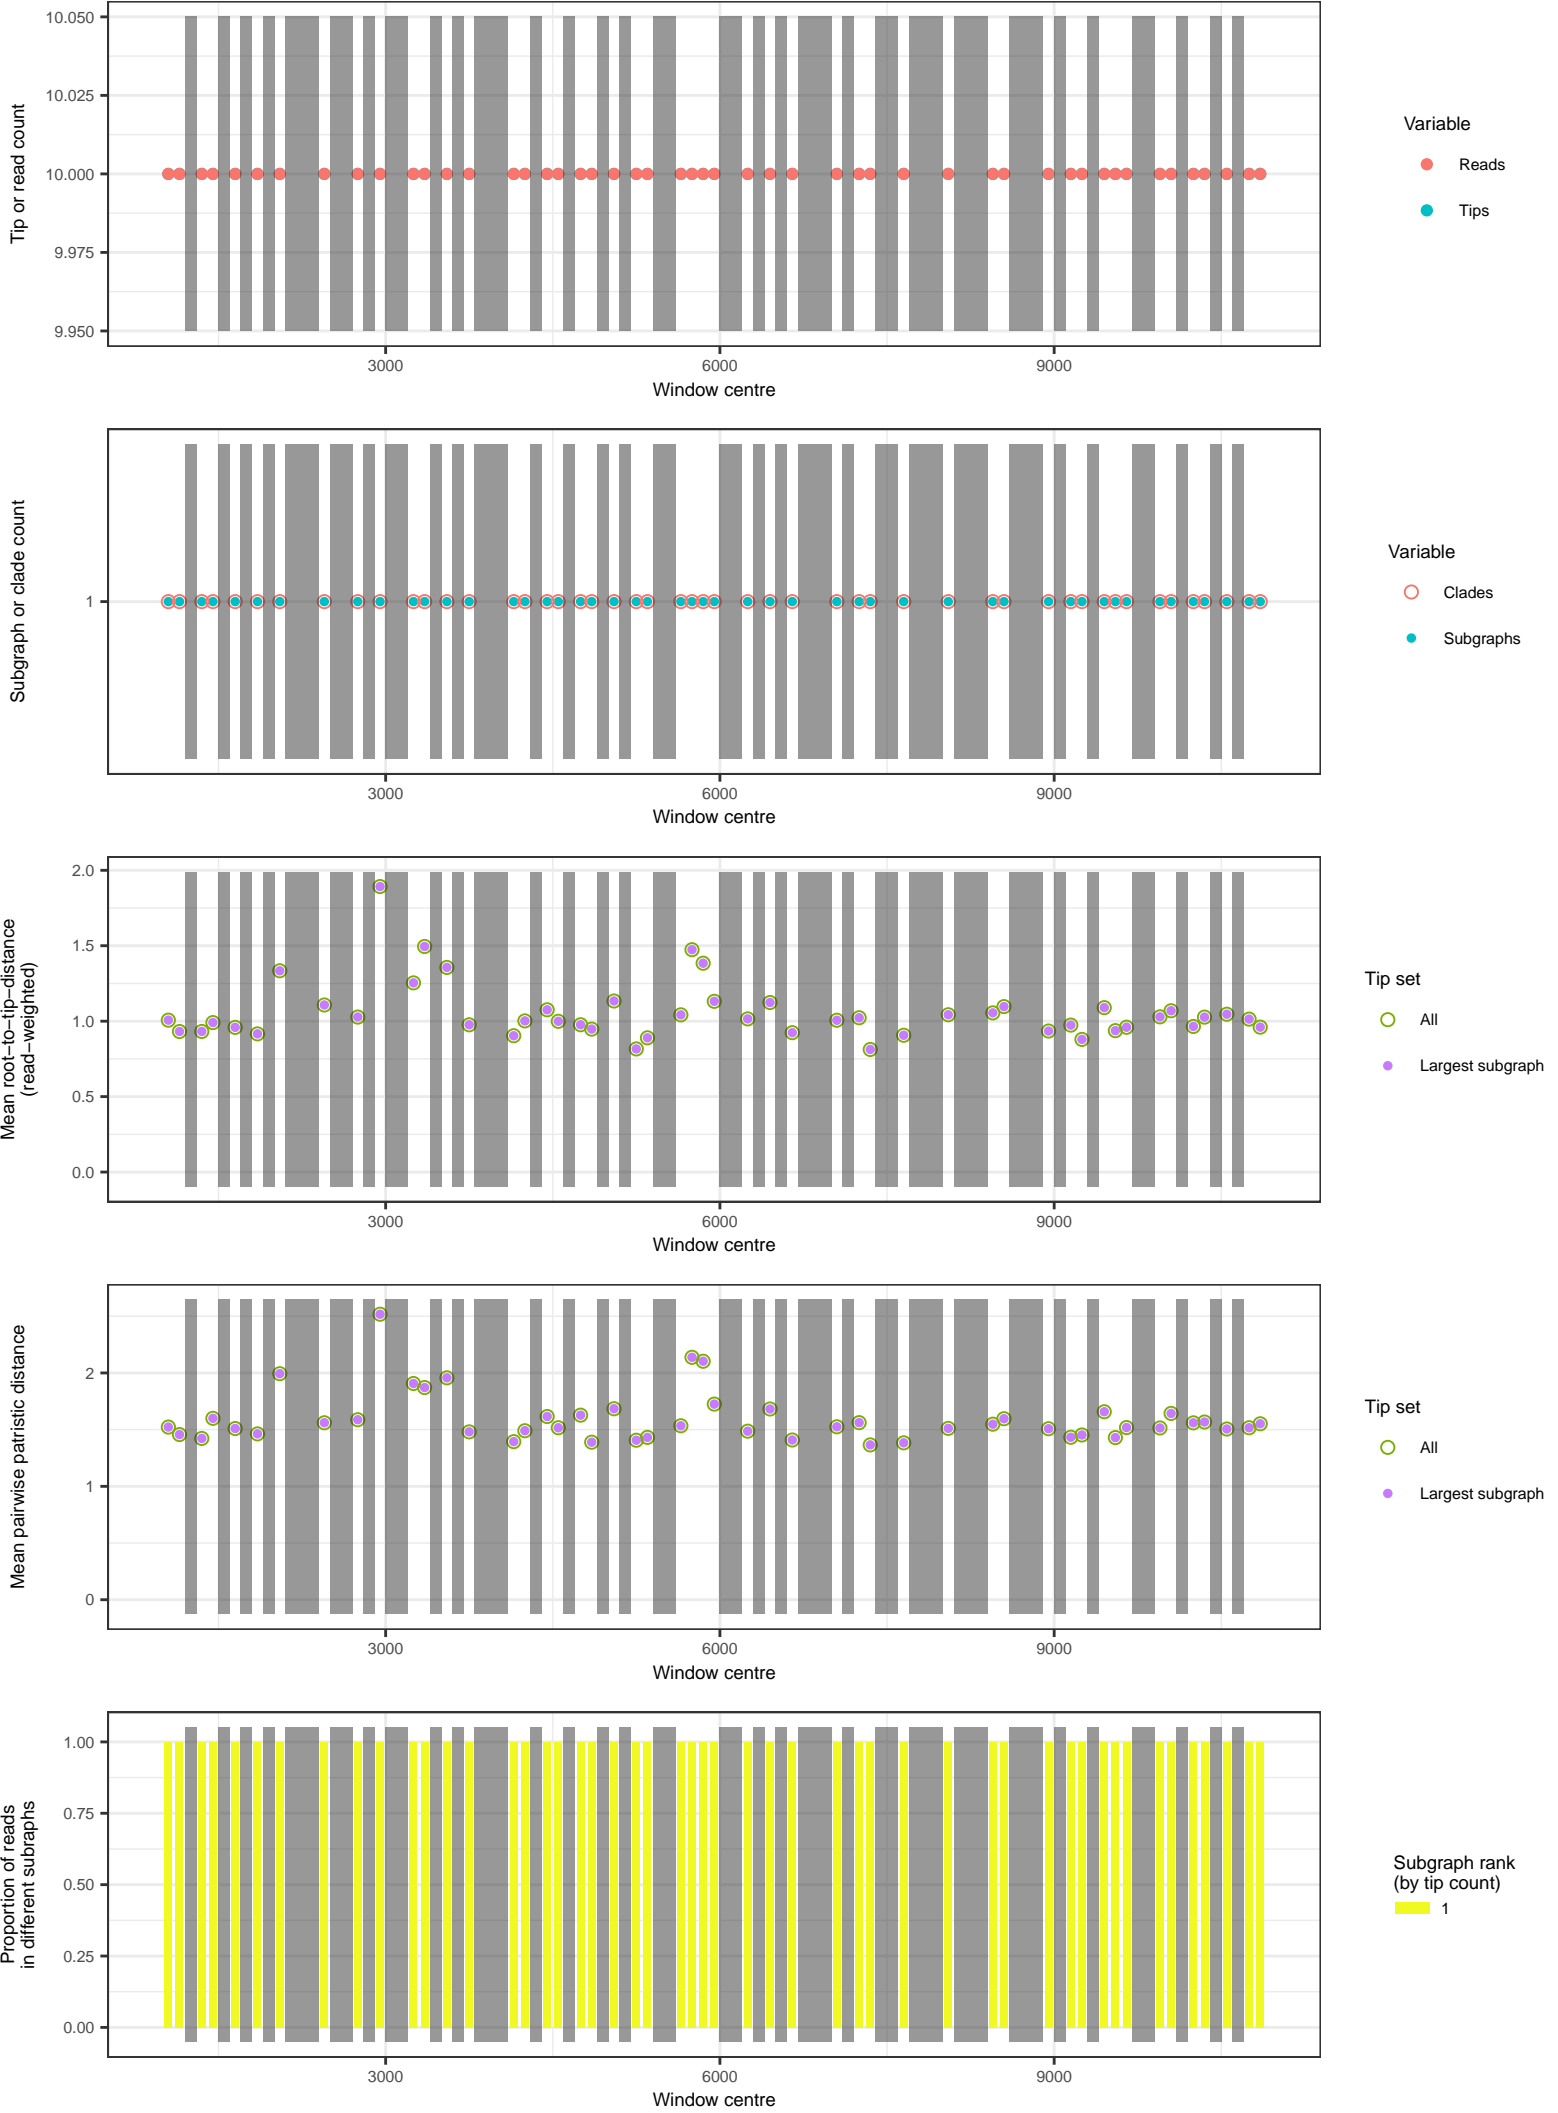 10.050
10.025
10.000
9.975
9.950
Tip or read count
3000
6000
9000
Window centre
Variable
Reads
Tips
1
Subgraph or clade count
3000
6000
9000
Window centre
Variable
Clades
Subgraphs
2.0
1.5
1.0
0.5
0.0
Mean root−to−tip−distance
(read−weighted)
3000
6000
9000
Window centre
Tip set
All
Largest subgraph
2
1
0
Mean pairwise patristic distance
3000
6000
9000
Window centre
Tip set
All
Largest subgraph
1.00
0.75
0.50
0.25
0.00
Proportion of reads
in different subraphs
3000
6000
9000
Window centre
Subgraph rank
(by tip count)
1